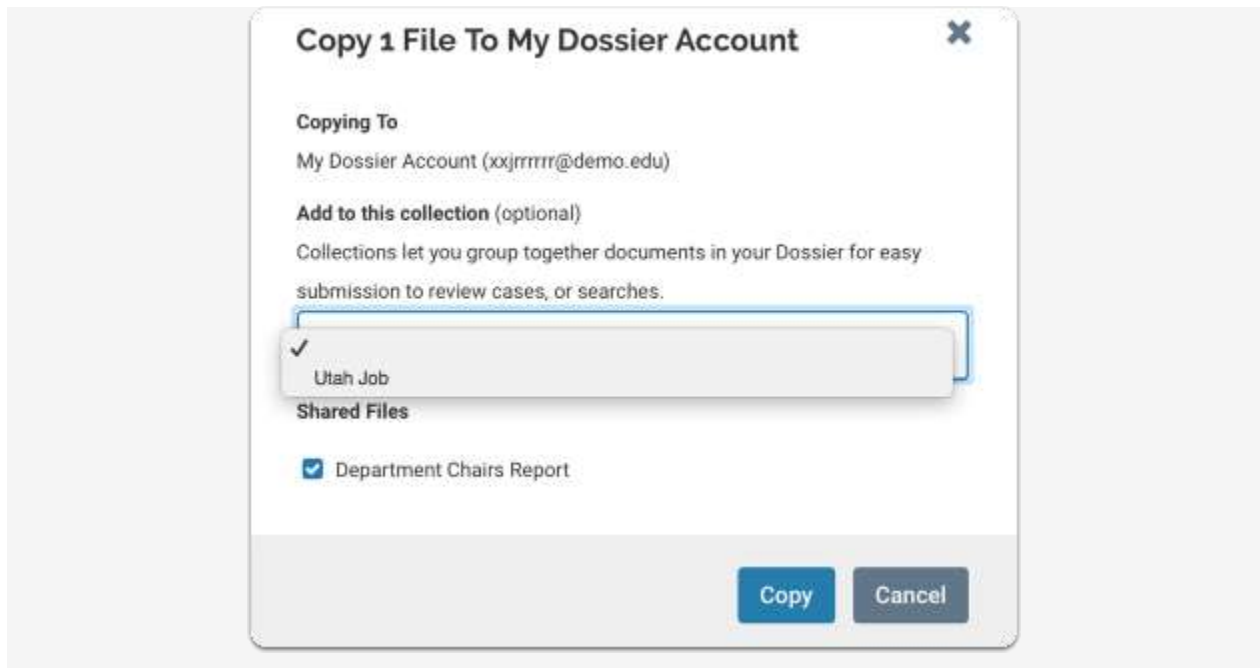 Copy 1 File To My Dossier Account
Copying To
My Dossier Account (xxjrrrrrr@demo.edu)
Add to this collection (optional)
Collections let you group together documents in your Dossier for easy
submission to review cases, or searches.
Utah Job
Shared Files
Department Chairs Report
Copy
Cancel